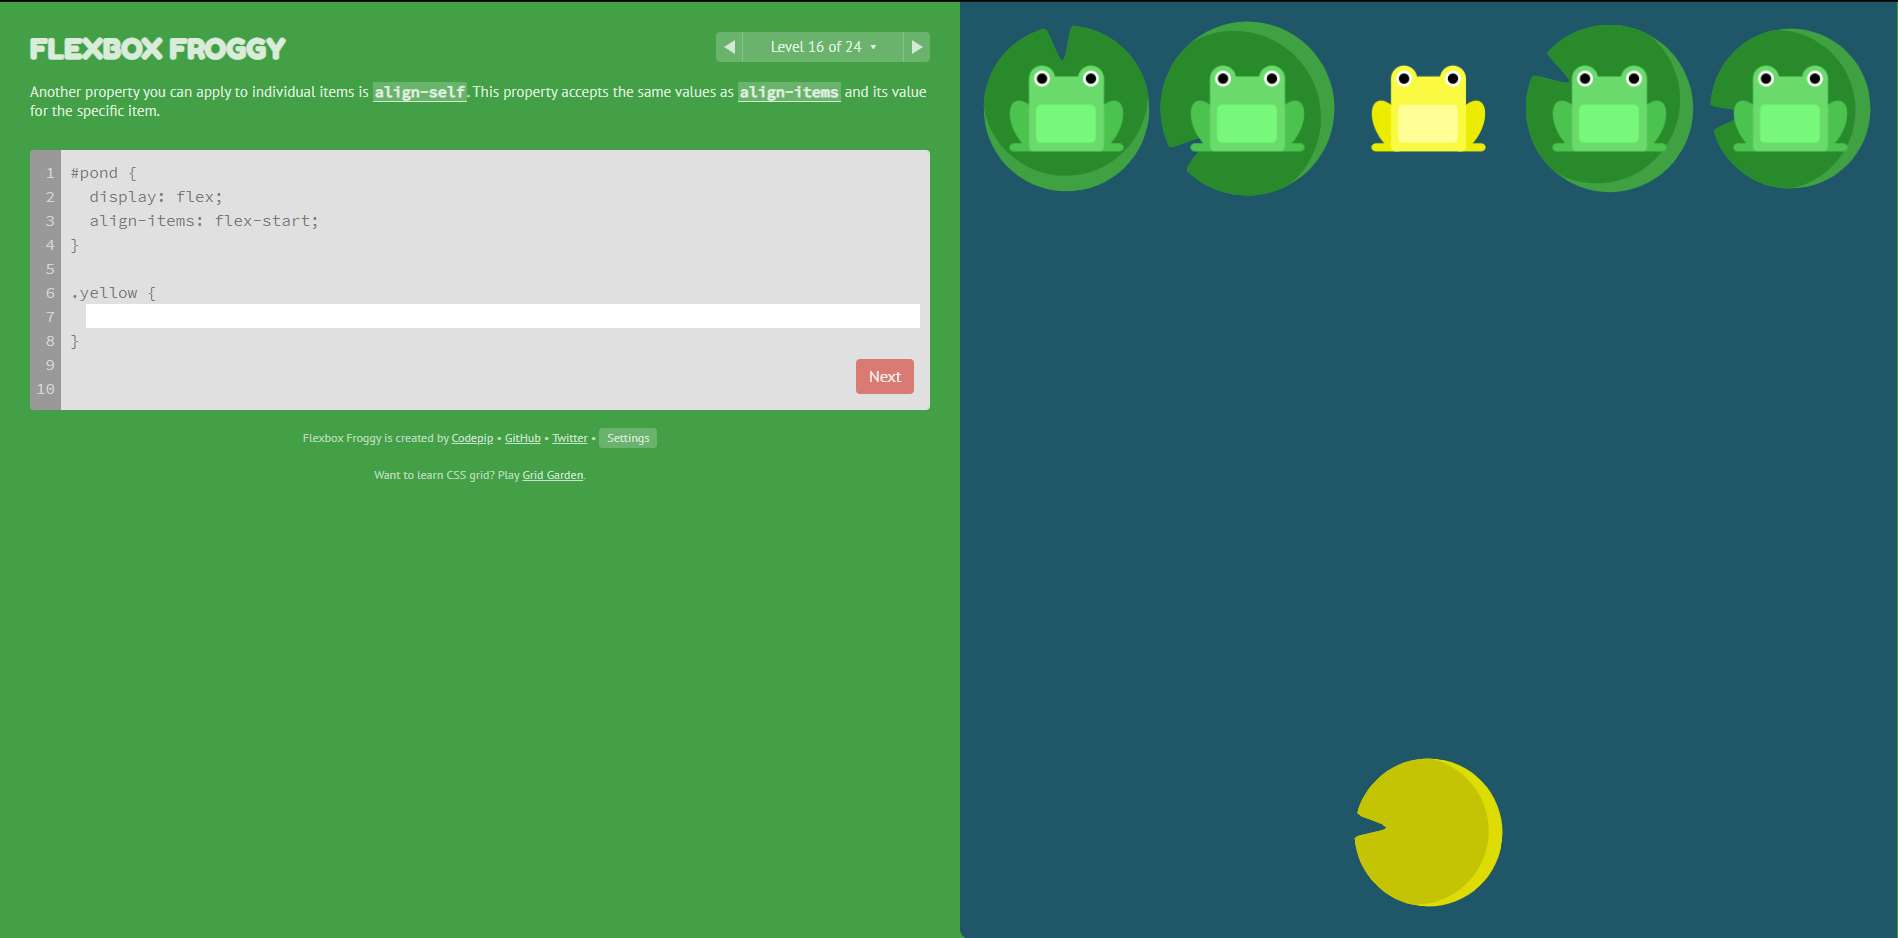 FLEXBOX FROGGY
Level 16 of 24
Another property you can apply to individual items is align-self. This property accepts the same values as align-items and its value
for the specific item.
1 #pond {
2 display: flex;
3 align-items: flex-start;
4 }
5
6 .yellow {
7
8 }
9
10
Next
Flexbox Froggy is created by Codepip • GitHub • Twitter • Settings
Want to learn CSS grid? Play Grid Garden.